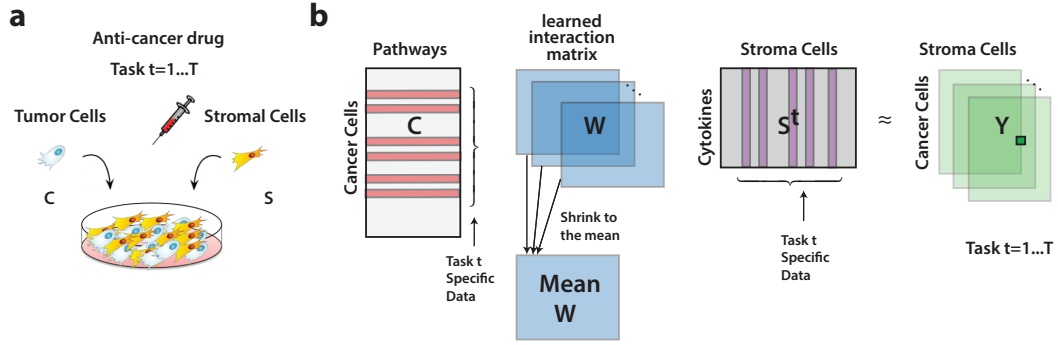 a
Anti-cancer drug
Task t=1...T
Tumor Cells
Stromal Cells
C
S
b
Pathways
Cancer Cells
C
Task t
Specific
Data
learned
interaction
matrix
W
Shrink to
the mean
Mean
W
Stroma Cells
Cytokines
Sᵗ
Task t
Specific
Data
≈
Stroma Cells
Cancer Cells
Y
Task t=1...T